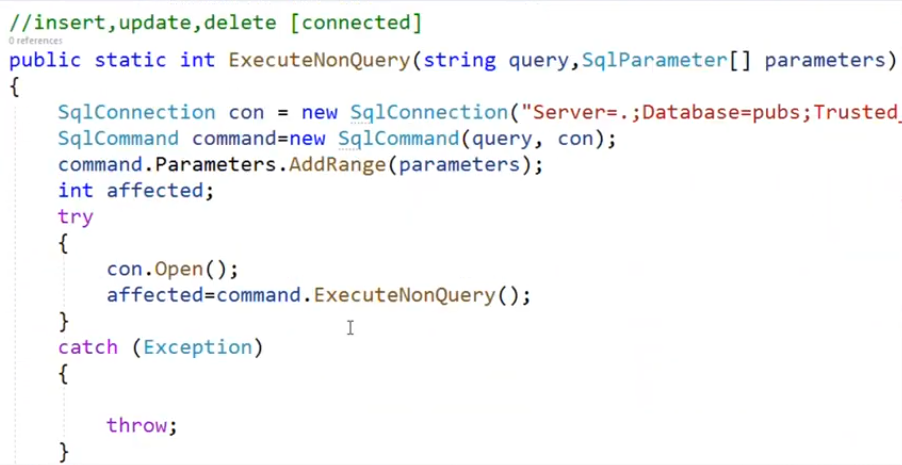 //insert,update,delete [connected]
0 references
public static int ExecuteNonQuery(string query,SqlParameter[] parameters)
{
SqlConnection con = new SqlConnection("Server=.;Database=pubs;Trusted_
SqlCommand command=new SqlCommand(query, con);
command.Parameters.AddRange(parameters);
int affected;
try
{
con.Open();
affected=command.ExecuteNonQuery();
}
catch (Exception)
{
throw;
}